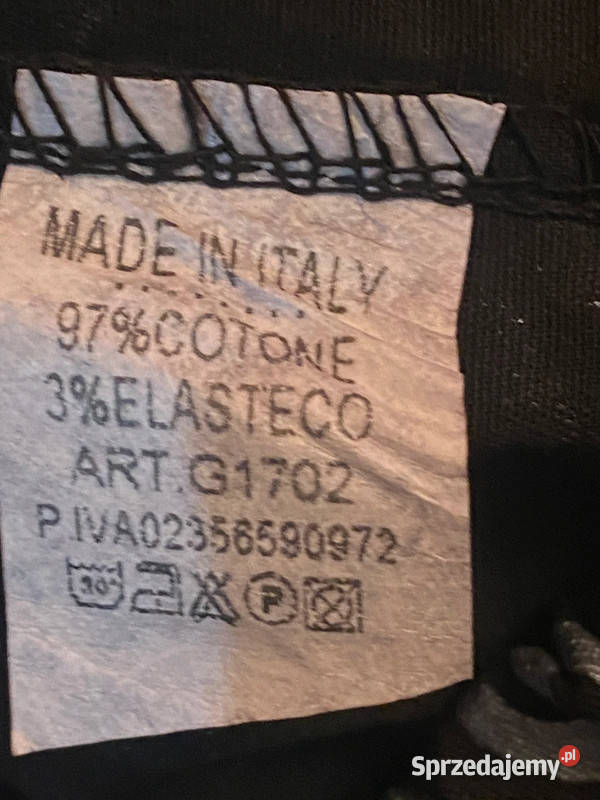 MADE IN ITALY
97%COTONE
3%ELASTECO
ART.G1702
P.IVA02356590972
30°
P
Sprzedajemy.pl